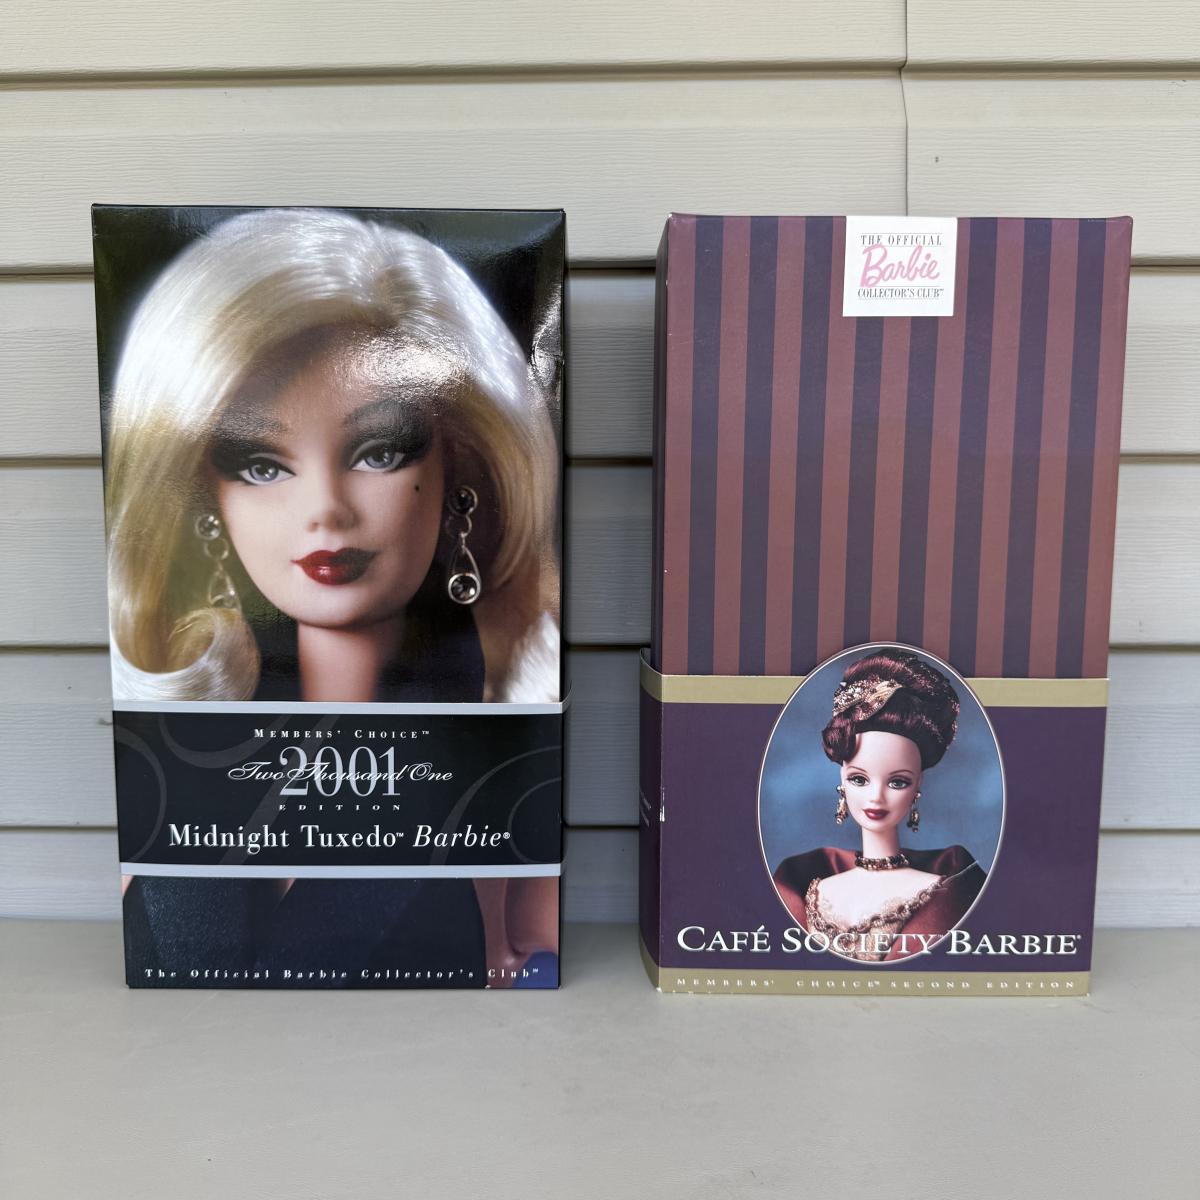 MEMBERS' CHOICE™
2001
Two Thousand One
EDITION
Midnight Tuxedo™ Barbie®
The Official Barbie Collector's Club™
THE OFFICIAL
Barbie
COLLECTOR'S CLUB™
CAFÉ SOCIETY™ BARBIE®
MEMBERS' CHOICE™ SECOND EDITION